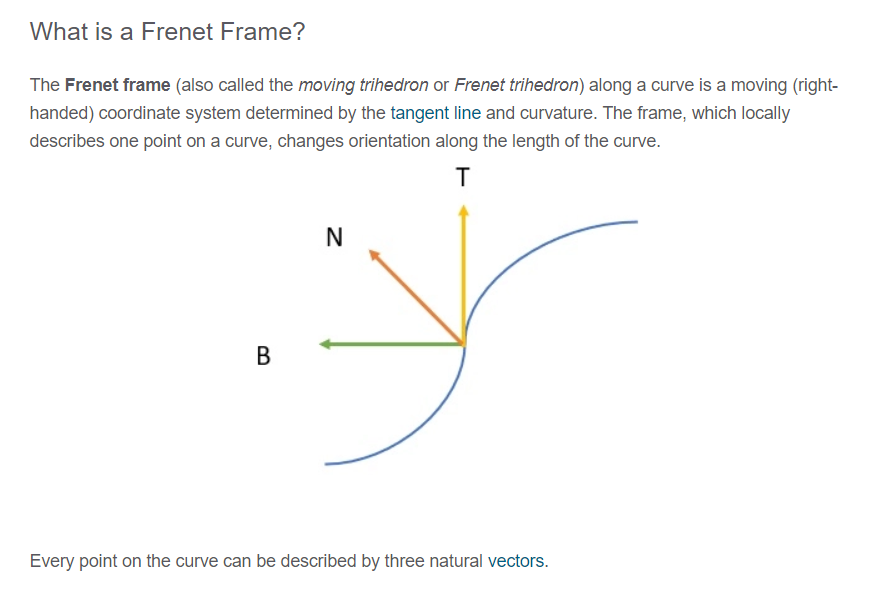 What is a Frenet Frame?
The Frenet frame (also called the moving trihedron or Frenet trihedron) along a curve is a moving (right-
handed) coordinate system determined by the tangent line and curvature. The frame, which locally
describes one point on a curve, changes orientation along the length of the curve.
T
N
B
Every point on the curve can be described by three natural vectors.